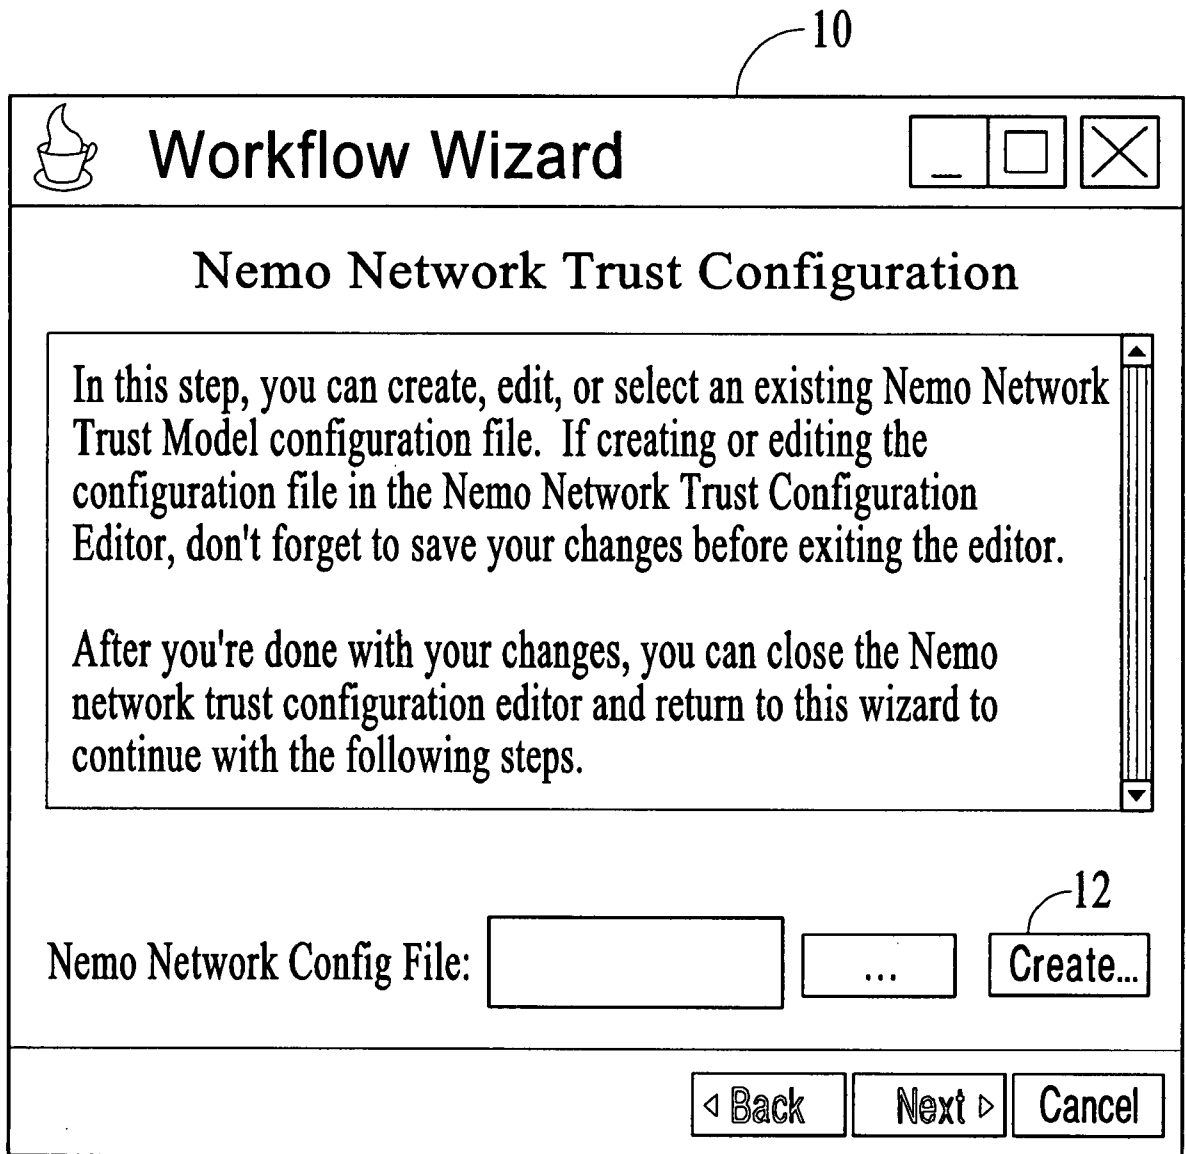 10
Workflow Wizard
Nemo Network Trust Configuration
In this step, you can create, edit, or select an existing Nemo Network
Trust Model configuration file.  If creating or editing the
configuration file in the Nemo Network Trust Configuration
Editor, don't forget to save your changes before exiting the editor.
After you're done with your changes, you can close the Nemo
network trust configuration editor and return to this wizard to
continue with the following steps.
12
Nemo Network Config File: ... Create...
Back Next Cancel